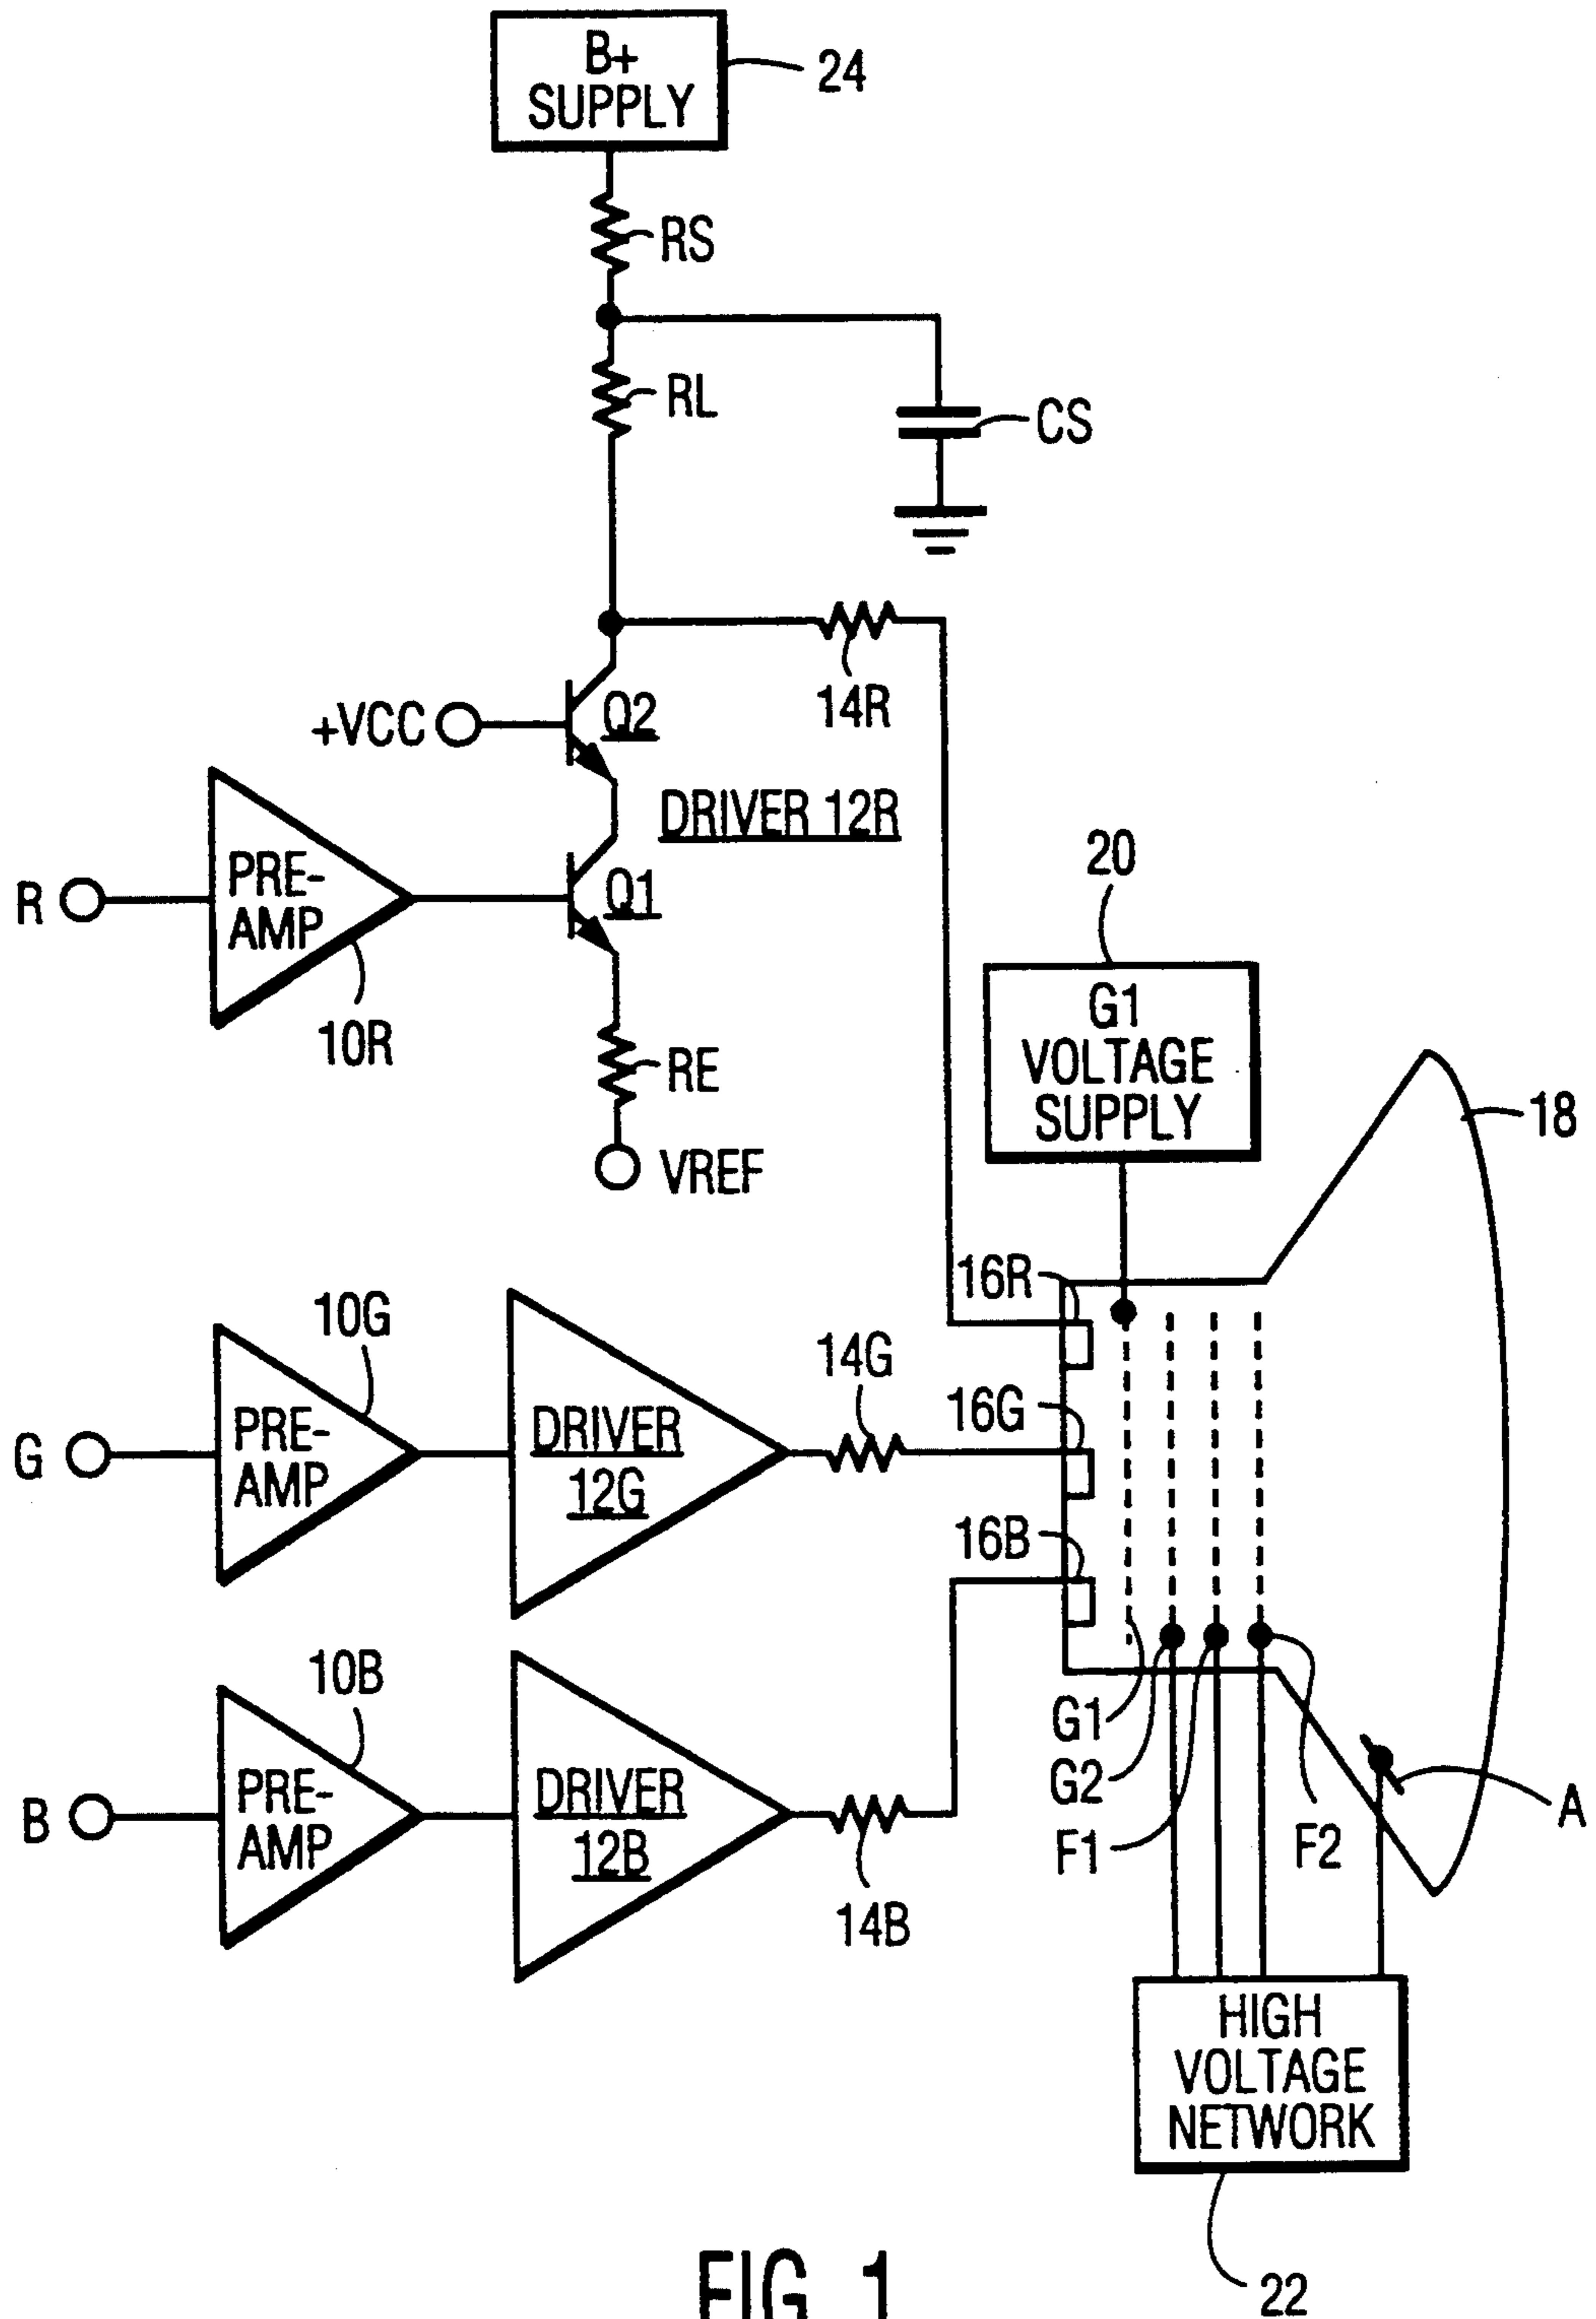 B+
SUPPLY
24
RS
RL
CS
14R
+VCC
Q2
DRIVER 12R
R
PRE-
AMP
10R
Q1
RE
VREF
20
G1
VOLTAGE
SUPPLY
18
16R
10G
G
PRE-
AMP
DRIVER
12G
14G
16G
16B
10B
B
PRE-
AMP
DRIVER
12B
14B
G1
G2
F1
F2
A
HIGH
VOLTAGE
NETWORK
22
FIG. 1